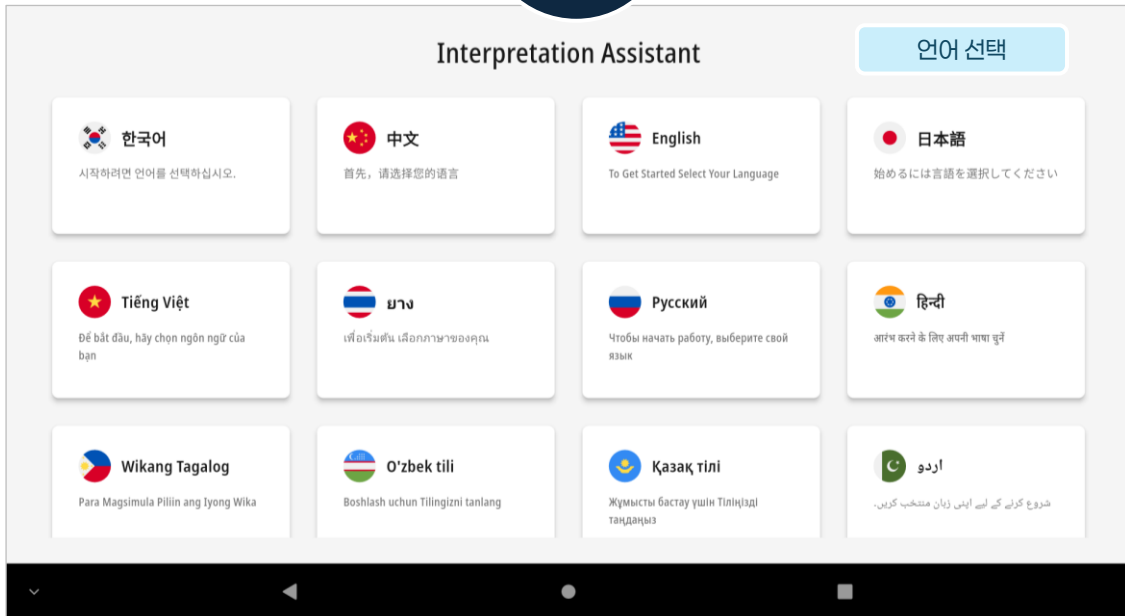 Interpretation Assistant
언어 선택
한국어
시작하려면 언어를 선택하십시오.
中文
首先，请选择您的语言
English
To Get Started Select Your Language
日本語
始めるには言語を選択してください
Tiếng Việt
Để bắt đầu, hãy chọn ngôn ngữ của
bạn
ยาง
เพื่อเริ่มต้น เลือกภาษาของคุณ
Русский
Чтобы начать работу, выберите свой
язык
हिन्दी
आरंभ करने के लिए अपनी भाषा चुनें
Wikang Tagalog
Para Magsimula Piliin ang Iyong Wika
O'zbek tili
Boshlash uchun Tilingizni tanlang
Қазақ тілі
Жұмысты бастау үшін Тіліңізді
таңдаңыз
اردو
شروع کرنے کے لیے اپنی زبان منتخب کریں۔